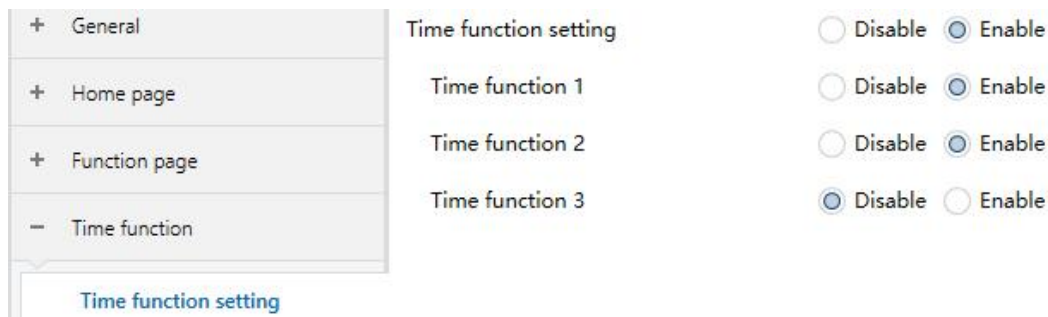 + General
+ Home page
+ Function page
− Time function
Time function setting
Time function setting Disable Enable
Time function 1 Disable Enable
Time function 2 Disable Enable
Time function 3 Disable Enable